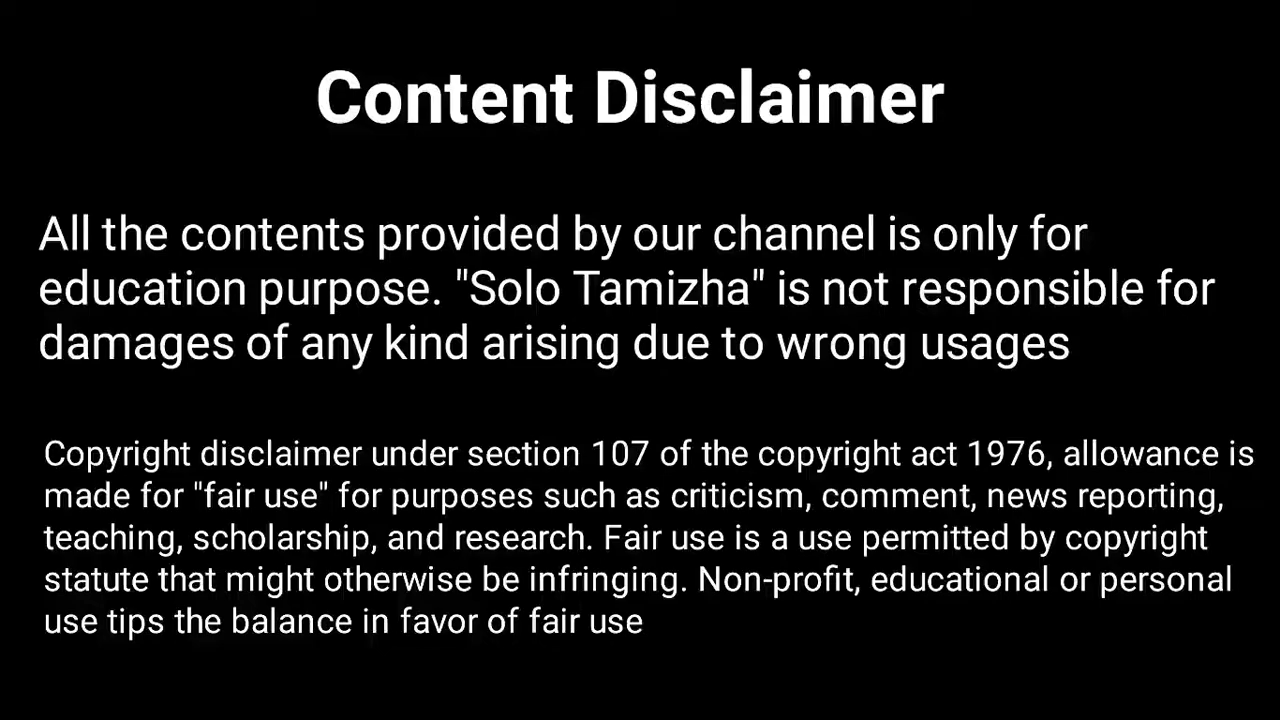 Content Disclaimer
All the contents provided by our channel is only for
education purpose. "Solo Tamizha" is not responsible for
damages of any kind arising due to wrong usages
Copyright disclaimer under section 107 of the copyright act 1976, allowance is
made for "fair use" for purposes such as criticism, comment, news reporting,
teaching, scholarship, and research. Fair use is a use permitted by copyright
statute that might otherwise be infringing. Non-profit, educational or personal
use tips the balance in favor of fair use